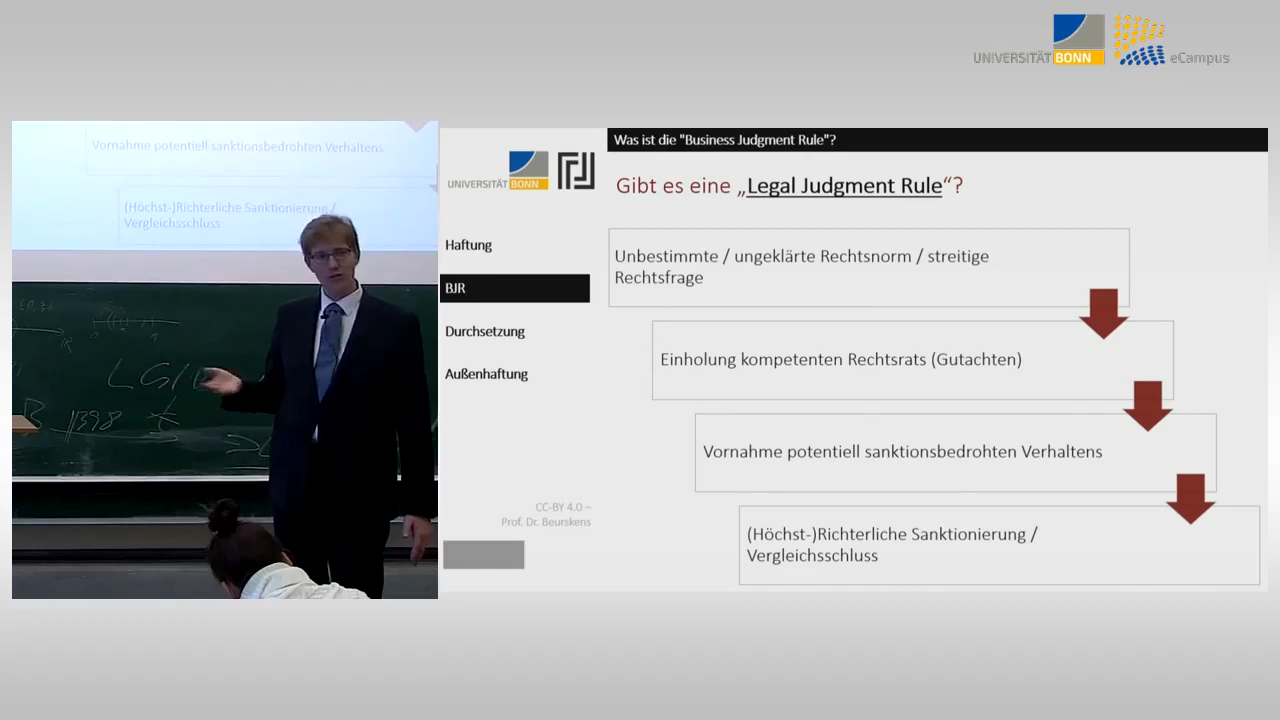 UNIVERSITÄT BONN eCampus
Vornahme potentiell sanktionsbedrohten Verhaltens
(Höchst-)Richterliche Sanktionierung /
Vergleichsschluss
Was ist die "Business Judgment Rule"?
UNIVERSITÄT BONN
Gibt es eine „Legal Judgment Rule“?
Haftung
BJR
Durchsetzung
Außenhaftung
CC-BY 4.0 –
Prof. Dr. Beurskens
Unbestimmte / ungeklärte Rechtsnorm / streitige
Rechtsfrage
Einholung kompetenten Rechtsrats (Gutachten)
Vornahme potentiell sanktionsbedrohten Verhaltens
(Höchst-)Richterliche Sanktionierung /
Vergleichsschluss